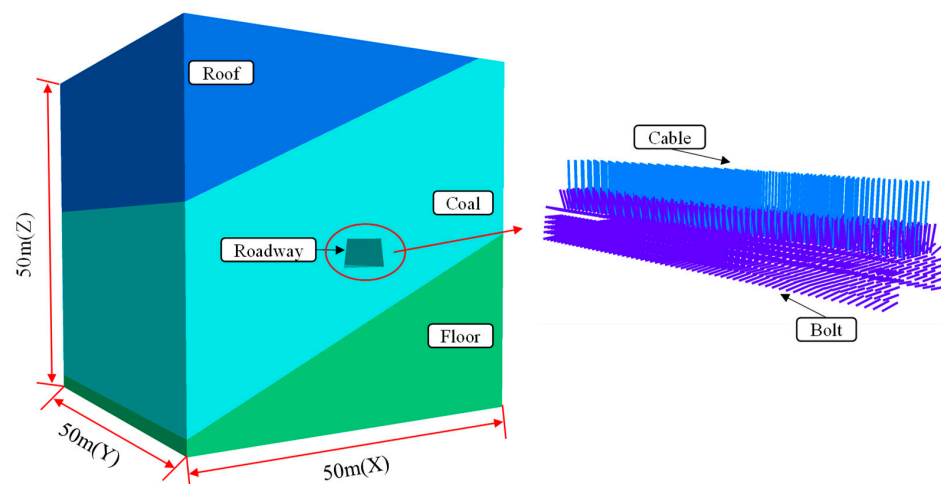 Roof
Cable
50m(Z)
Coal
Roadway
Floor
Bolt
50m(Y)
50m(X)